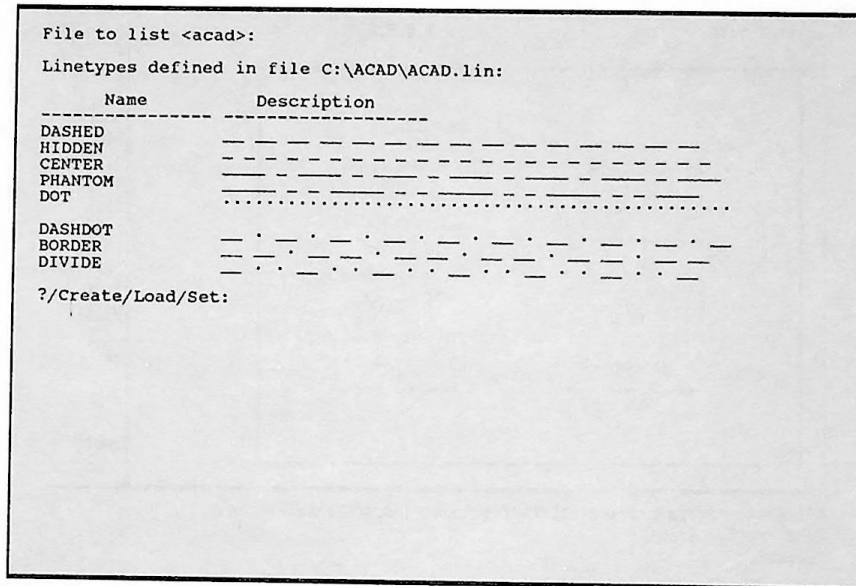 File to list <acad>:
Linetypes defined in file C:\ACAD\ACAD.lin:
Name Description
---------------- -------------------
DASHED
HIDDEN
CENTER
PHANTOM
DOT
DASHDOT
BORDER
DIVIDE
?/Create/Load/Set: